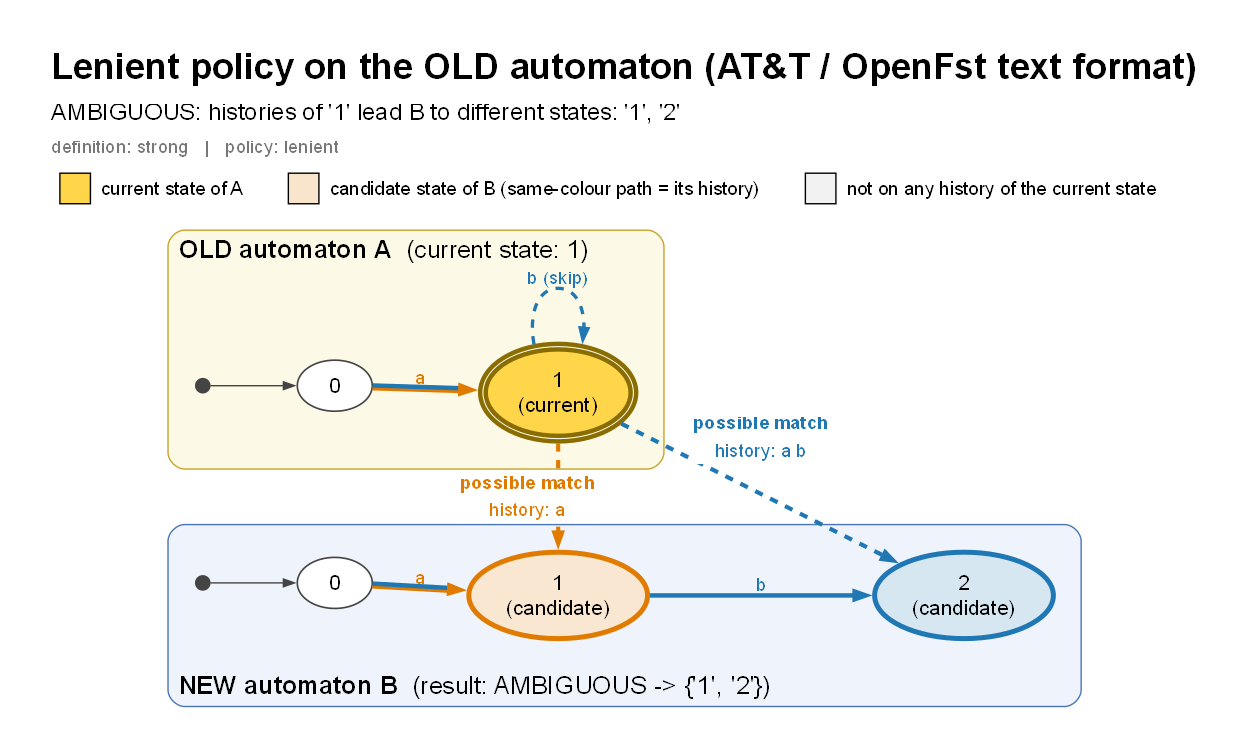 Lenient policy on the OLD automaton (AT&T / OpenFst text format)
AMBIGUOUS: histories of '1' lead B to different states: '1', '2'
definition: strong | policy: lenient
current state of A
candidate state of B (same-colour path = its history)
not on any history of the current state
OLD automaton A (current state: 1)
b (skip)
0
a
1
(current)
possible match
history: a b
possible match
history: a
0
a
1
(candidate)
b
2
(candidate)
NEW automaton B (result: AMBIGUOUS -> {'1', '2'})